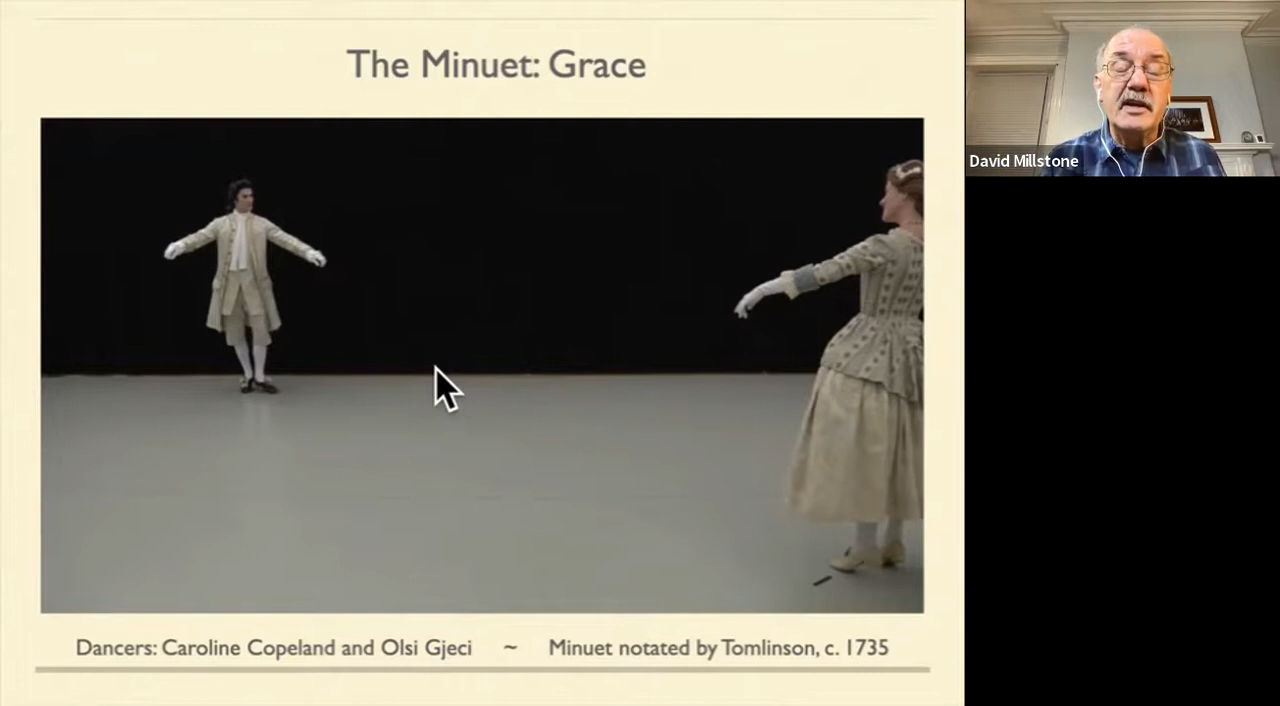 The Minuet: Grace
David Millstone
Dancers: Caroline Copeland and Olsi Gjeci ~ Minuet notated by Tomlinson, c. 1735